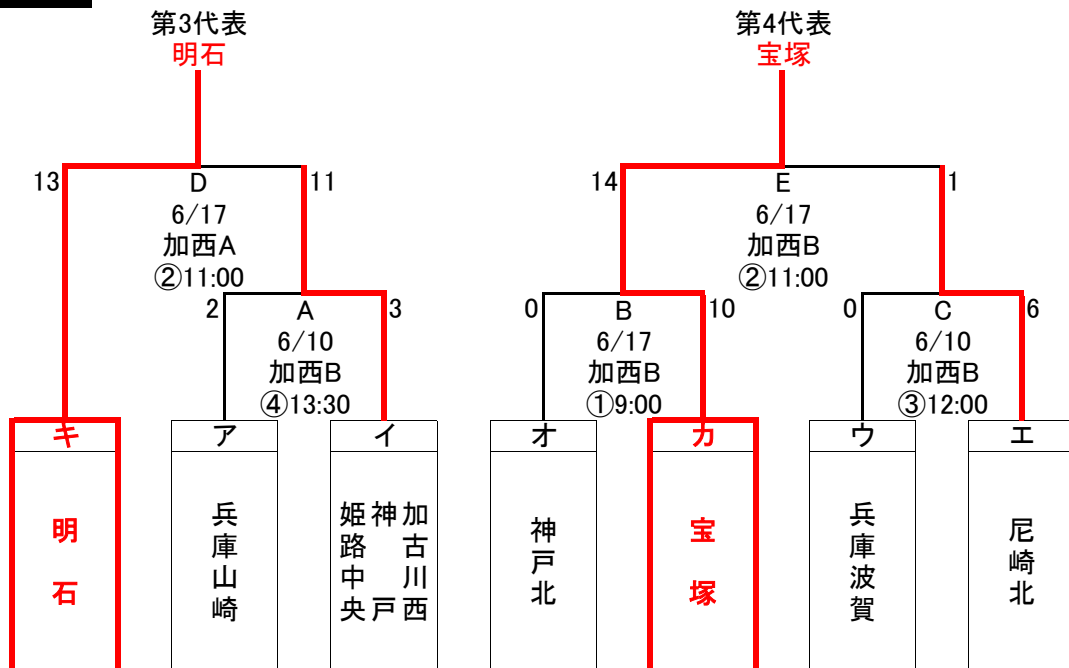 第3代表
明石
第4代表
宝塚
13
D
11
6/17
加西A
②11:00
14
E
1
6/17
加西B
②11:00
2
A
3
6/10
加西B
④13:30
0
B
10
6/17
加西B
①9:00
0
C
6
6/10
加西B
③12:00
キ
ア
イ
オ
カ
ウ
エ
明石
兵庫山崎
加古川西
神戸
姫路中央
神戸北
宝塚
兵庫波賀
尼崎北